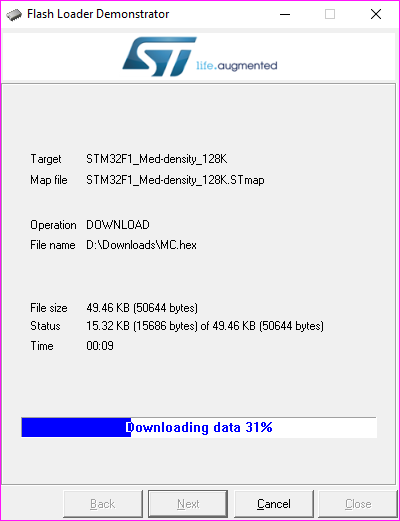 Flash Loader Demonstrator
ST
life.augmented
Target STM32F1_Med-density_128K
Map file STM32F1_Med-density_128K.STmap
Operation DOWNLOAD
File name D:\Downloads\MC.hex
File size 49.46 KB (50644 bytes)
Status 15.32 KB (15686 bytes) of 49.46 KB (50644 bytes)
Time 00:09
Downloading data 31%
Back Next Cancel Close